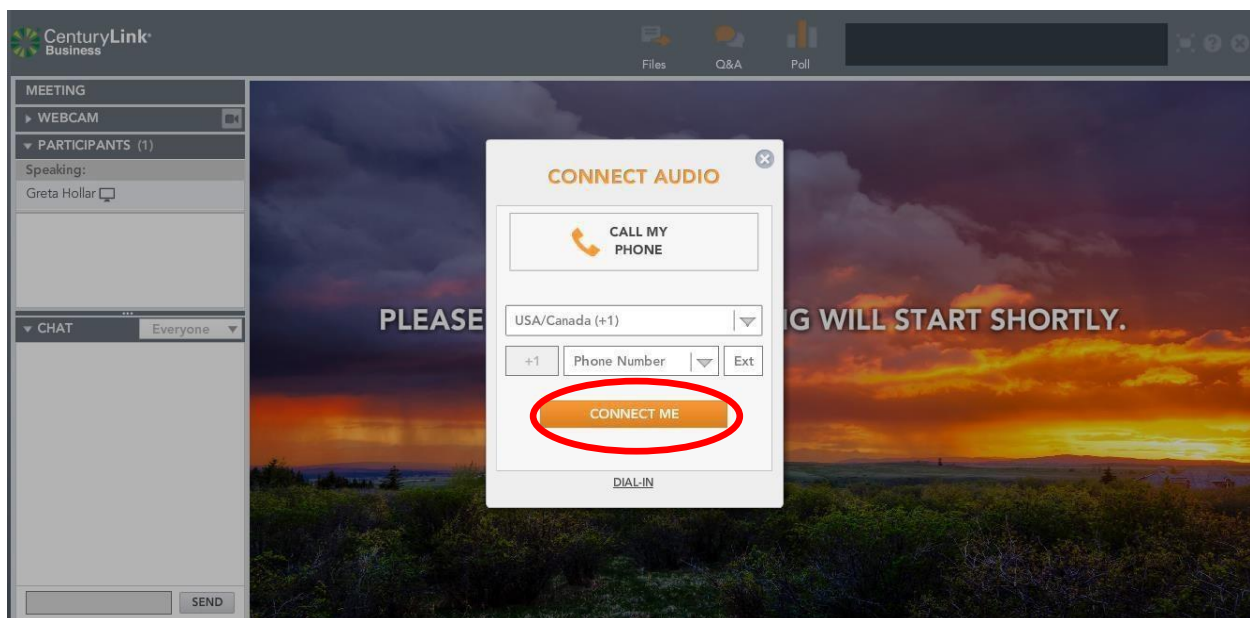 CenturyLink®
Business
Files
Q&A
Poll
MEETING
WEBCAM
PARTICIPANTS (1)
Speaking:
Greta Hollar
CHAT
Everyone
SEND
PLEASE
G WILL START SHORTLY.
CONNECT AUDIO
CALL MY
PHONE
USA/Canada (+1)
+1 Phone Number Ext
CONNECT ME
DIAL-IN